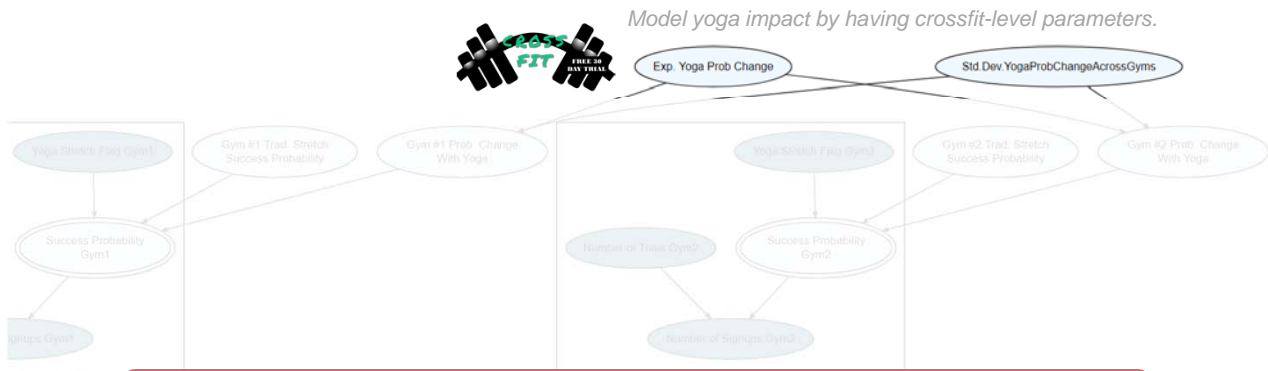 Model yoga impact by having crossfit-level parameters.
CROSS
FIT
FREE 30
DAY TRIAL
Exp. Yoga Prob Change
Std.Dev.YogaProbChangeAcrossGyms
Yoga Stretch Flag Gym1
Gym #1 Trad. Stretch
Success Probability
Gym #1 Prob. Change
With Yoga
Yoga Stretch Flag Gym2
Gym #2 Trad. Stretch
Success Probability
Gym #2 Prob. Change
With Yoga
Success Probability
Gym1
Number of Trials Gym2
Success Probability
Gym2
Signups Gym1
Number of Signups Gym2